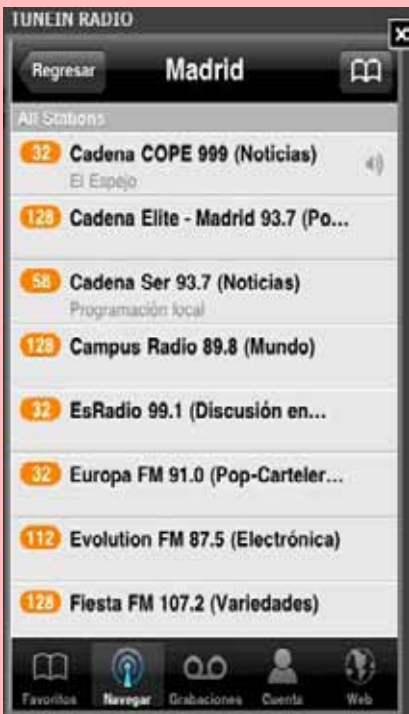 TUNEIN RADIO
x
Regresar Madrid
All Stations
32 Cadena COPE 999 (Noticias)
El Espejo
128 Cadena Elite - Madrid 93.7 (Po...
58 Cadena Ser 93.7 (Noticias)
Programación local
128 Campus Radio 89.8 (Mundo)
32 EsRadio 99.1 (Discusión en...
32 Europa FM 91.0 (Pop-Carteler...
112 Evolution FM 87.5 (Electrónica)
128 Fiesta FM 107.2 (Variedades)
Favoritos Navegar Grabaciones Cuenta Web